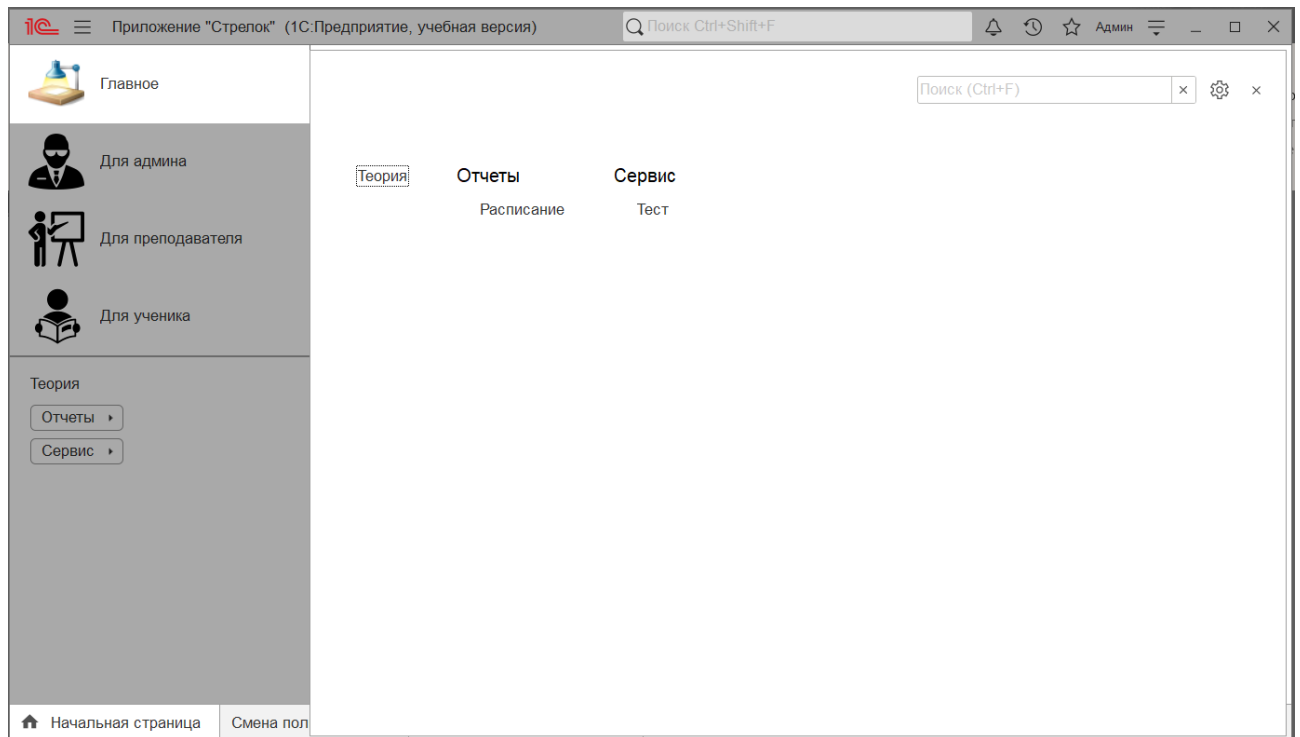 1С Приложение "Стрелок" (1С:Предприятие, учебная версия) Поиск Ctrl+Shift+F Админ
Главное
Поиск (Ctrl+F)
Для админа
Теория Отчеты Сервис
Расписание Тест
Для преподавателя
Для ученика
Теория
Отчеты
Сервис
Начальная страница Смена пол